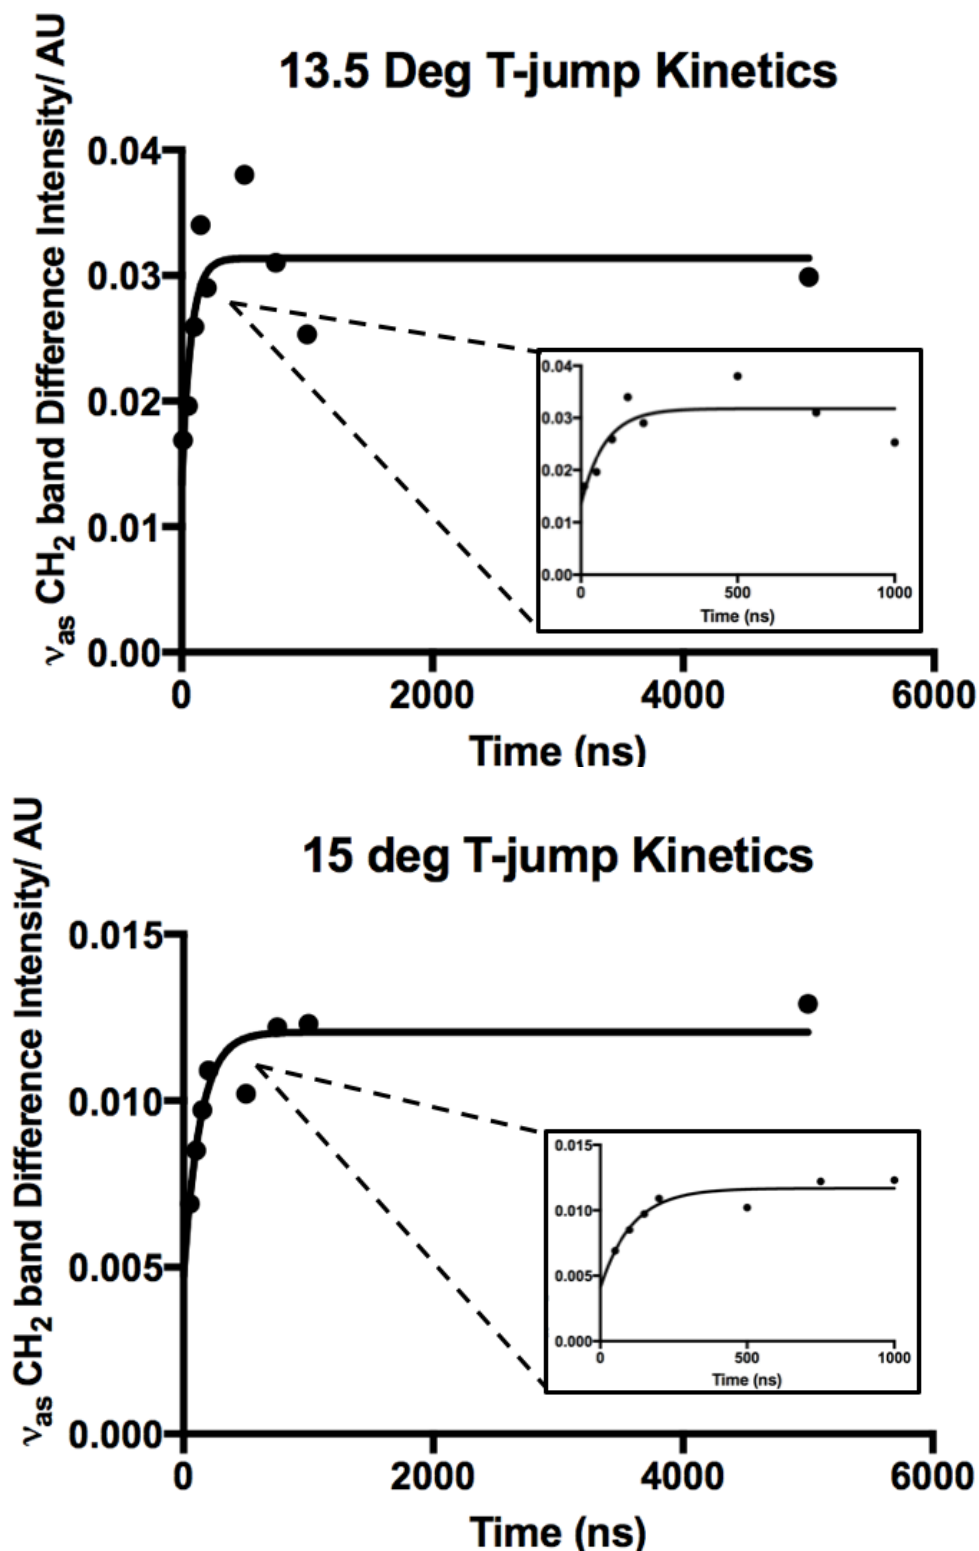 13.5 Deg T-jump Kinetics
ν_as CH₂ band Difference Intensity/ AU
0.04
0.03
0.02
0.01
0.00
0 2000 4000 6000
Time (ns)
0.04
0.03
0.02
0.01
0.00
0 500 1000
Time (ns)
15 deg T-jump Kinetics
ν_as CH₂ band Difference Intensity/ AU
0.015
0.010
0.005
0.000
0 2000 4000 6000
Time (ns)
0.015
0.010
0.005
0.000
0 500 1000
Time (ns)